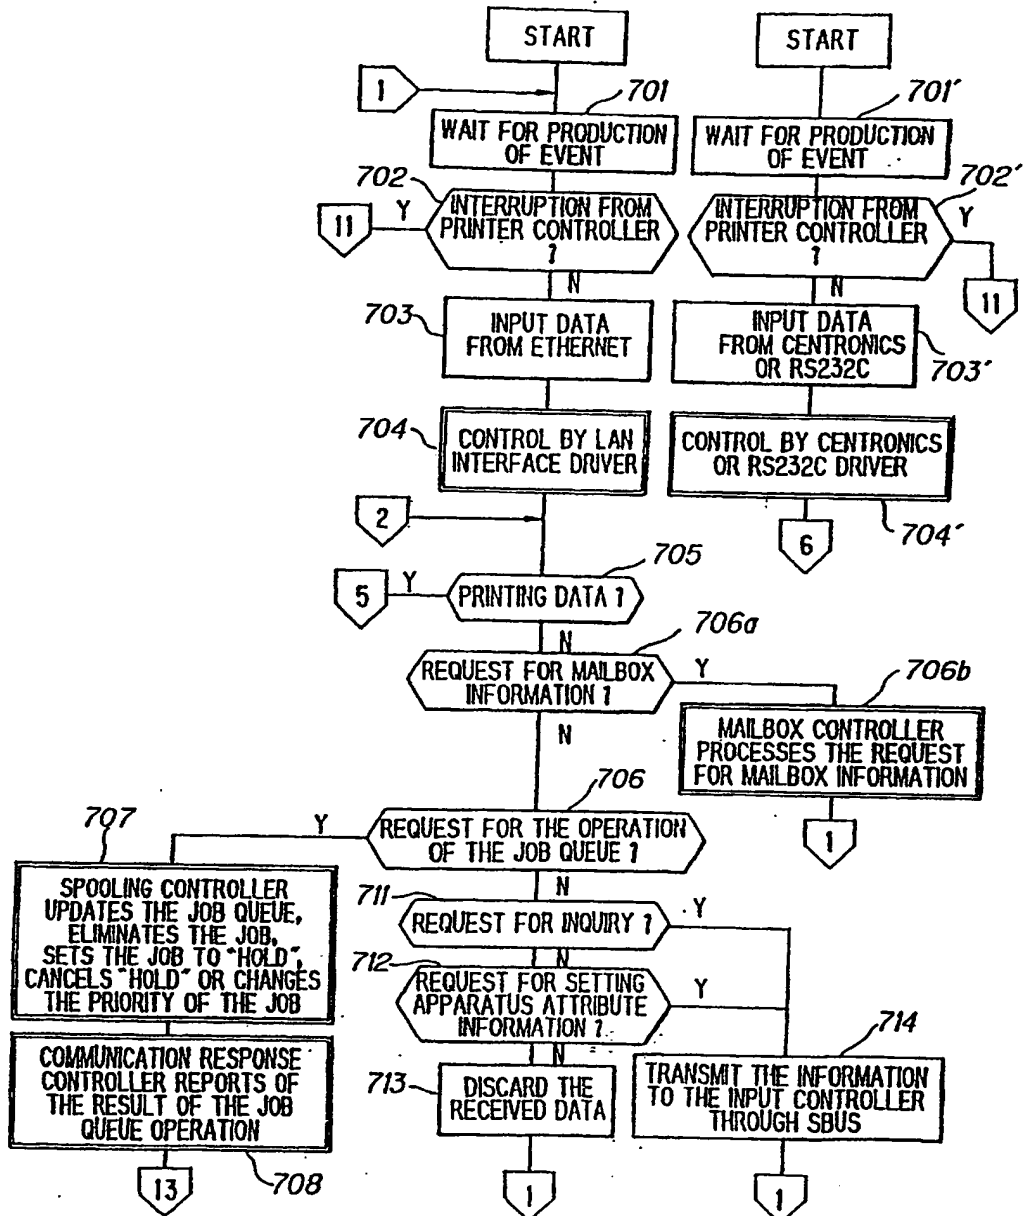 START
START
1
701
701'
WAIT FOR PRODUCTION
OF EVENT
WAIT FOR PRODUCTION
OF EVENT
702
702'
Y
11
INTERRUPTION FROM
PRINTER CONTROLLER
?
INTERRUPTION FROM
PRINTER CONTROLLER
?
Y
11
N
N
703
INPUT DATA
FROM ETHERNET
INPUT DATA
FROM CENTRONICS
OR RS232C
703'
704
CONTROL BY LAN
INTERFACE DRIVER
CONTROL BY CENTRONICS
OR RS232C DRIVER
704'
2
6
705
5
Y
PRINTING DATA ?
N
706a
REQUEST FOR MAILBOX
INFORMATION ?
Y
706b
N
MAILBOX CONTROLLER
PROCESSES THE REQUEST
FOR MAILBOX INFORMATION
1
706
707
Y
REQUEST FOR THE OPERATION
OF THE JOB QUEUE ?
N
SPOOLING CONTROLLER
UPDATES THE JOB QUEUE,
ELIMINATES THE JOB,
SETS THE JOB TO "HOLD",
CANCELS "HOLD" OR CHANGES
THE PRIORITY OF THE JOB
711
REQUEST FOR INQUIRY ?
Y
N
712
REQUEST FOR SETTING
APPARATUS ATTRIBUTE
INFORMATION ?
Y
N
714
COMMUNICATION RESPONSE
CONTROLLER REPORTS OF
THE RESULT OF THE JOB
QUEUE OPERATION
708
13
713
DISCARD THE
RECEIVED DATA
1
TRANSMIT THE INFORMATION
TO THE INPUT CONTROLLER
THROUGH SBUS
1